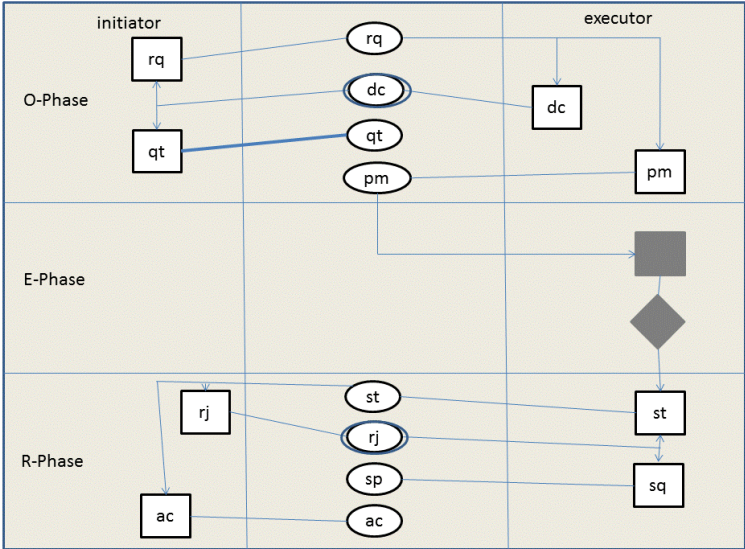 initiator
executor
rq
rq
O-Phase
dc
dc
qt
qt
pm
pm
E-Phase
st
rj
st
rj
R-Phase
sp
sq
ac
ac